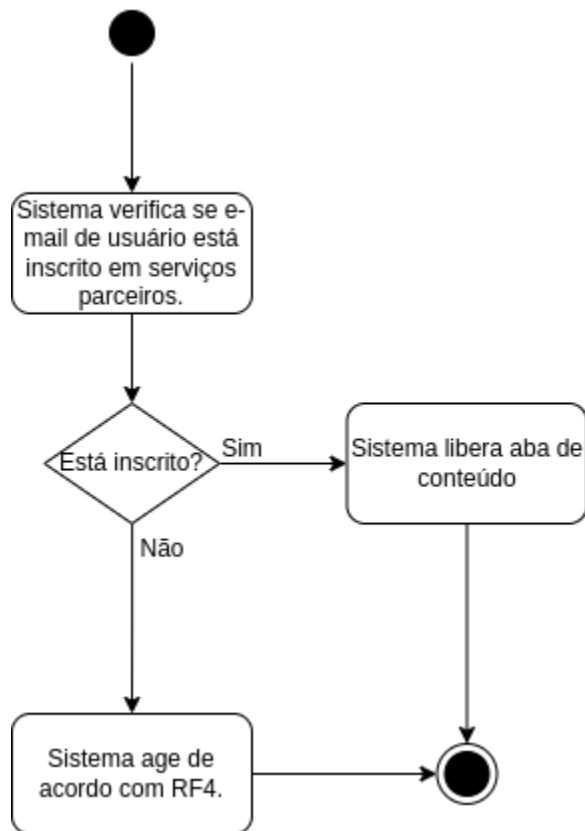 Sistema verifica se e-
mail de usuário está
inscrito em serviços
parceiros.
Está inscrito?
Sim
Sistema libera aba de
conteúdo
Não
Sistema age de
acordo com RF4.